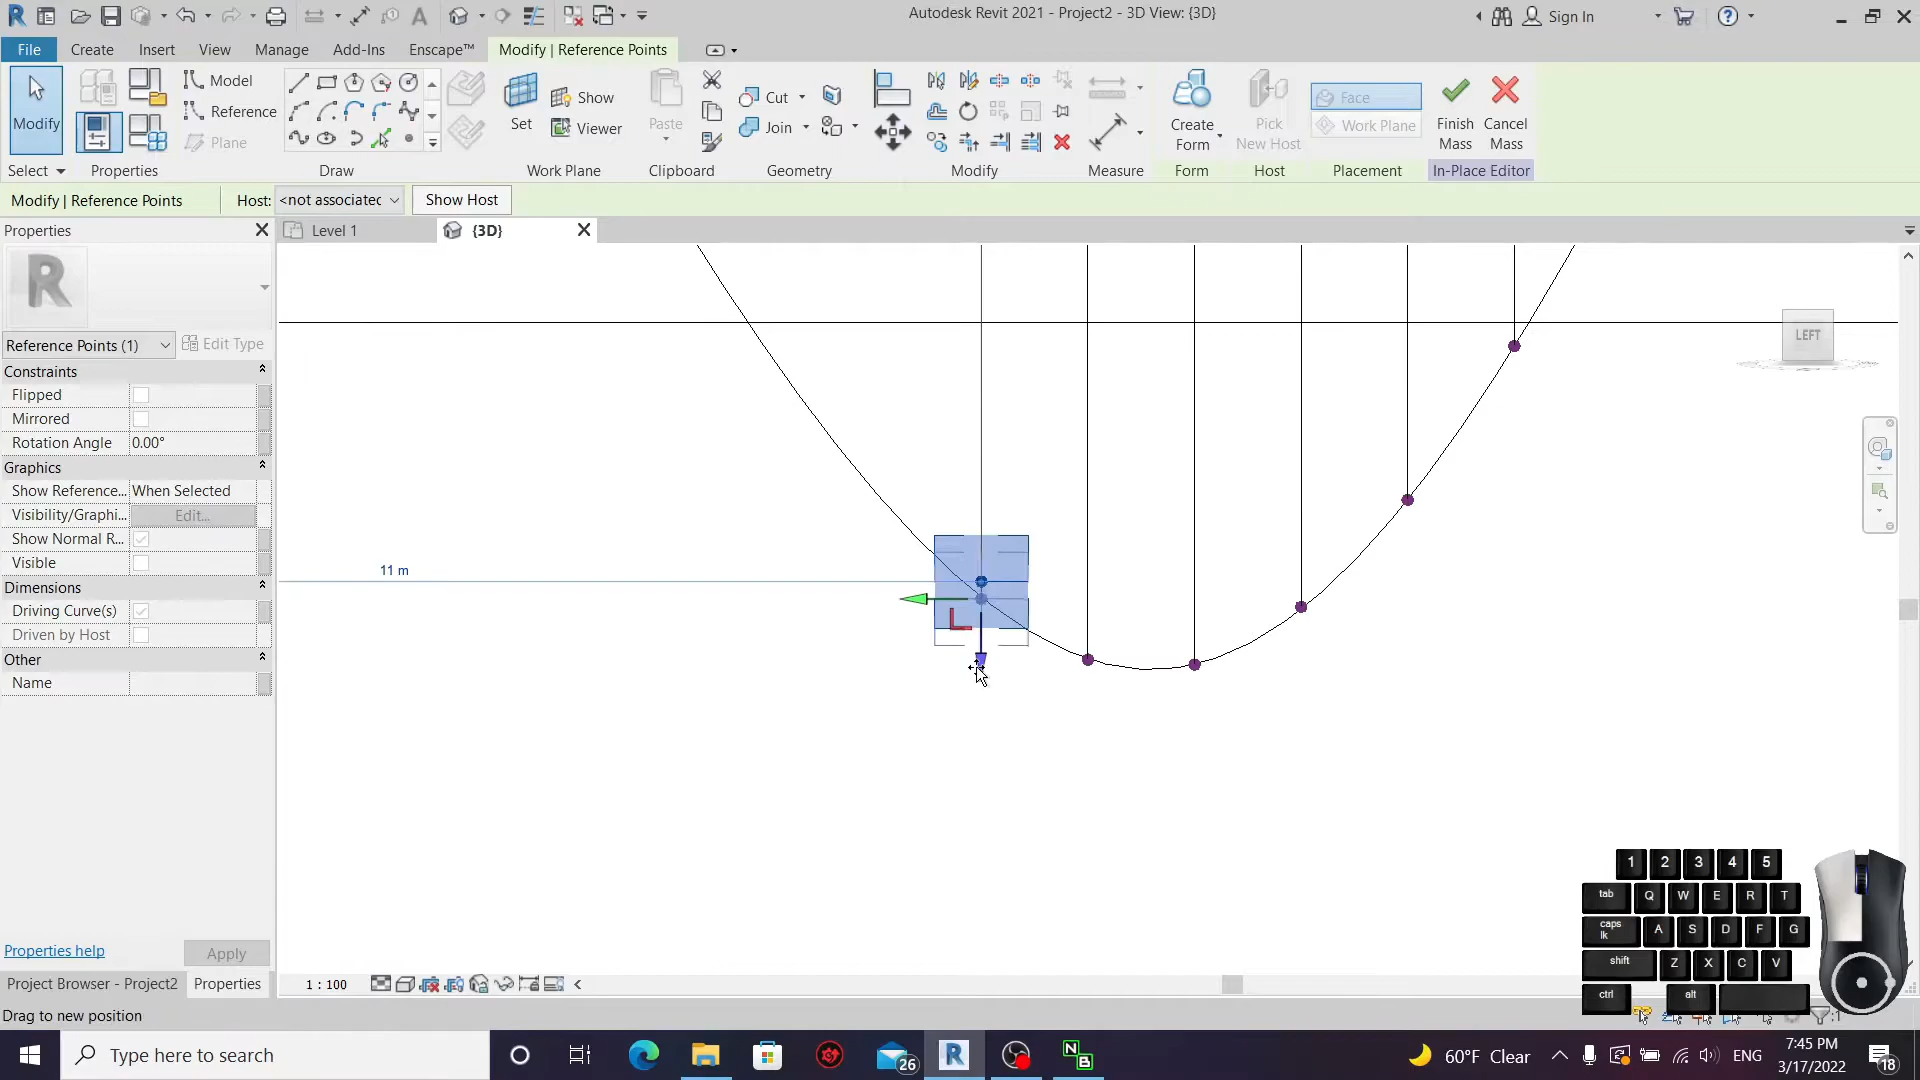 Autodesk Revit 2021 - Project2 - 3D View: {3D}
Sign In
File
Create
Insert
View
Manage
Add-Ins
Enscape™
Modify | Reference Points
Modify
Model
Reference
Plane
Set
Show
Viewer
Paste
Cut
Join
Create
Form
Pick
New Host
Face
Work Plane
Finish
Mass
Cancel
Mass
Select
Properties
Draw
Work Plane
Clipboard
Geometry
Modify
Measure
Form
Host
Placement
In-Place Editor
Modify | Reference Points
Host:
<not associatec
Show Host
Properties
Level 1
{3D}
R
Reference Points (1)
Edit Type
Constraints
Flipped
Mirrored
Rotation Angle
0.00°
Graphics
Show Reference...
When Selected
Visibility/Graphi...
Edit...
Show Normal R...
Visible
Dimensions
Driving Curve(s)
Driven by Host
Other
Name
LEFT
11 m
Properties help
Apply
Project Browser - Project2
Properties
1 : 100
Drag to new position
1 2 3 4 5
tab Q W E R T
caps lk A S D F G
shift Z X C V
ctrl alt
:1
Type here to search
26
R
N
B
60°F Clear
ENG
7:45 PM
3/17/2022
18